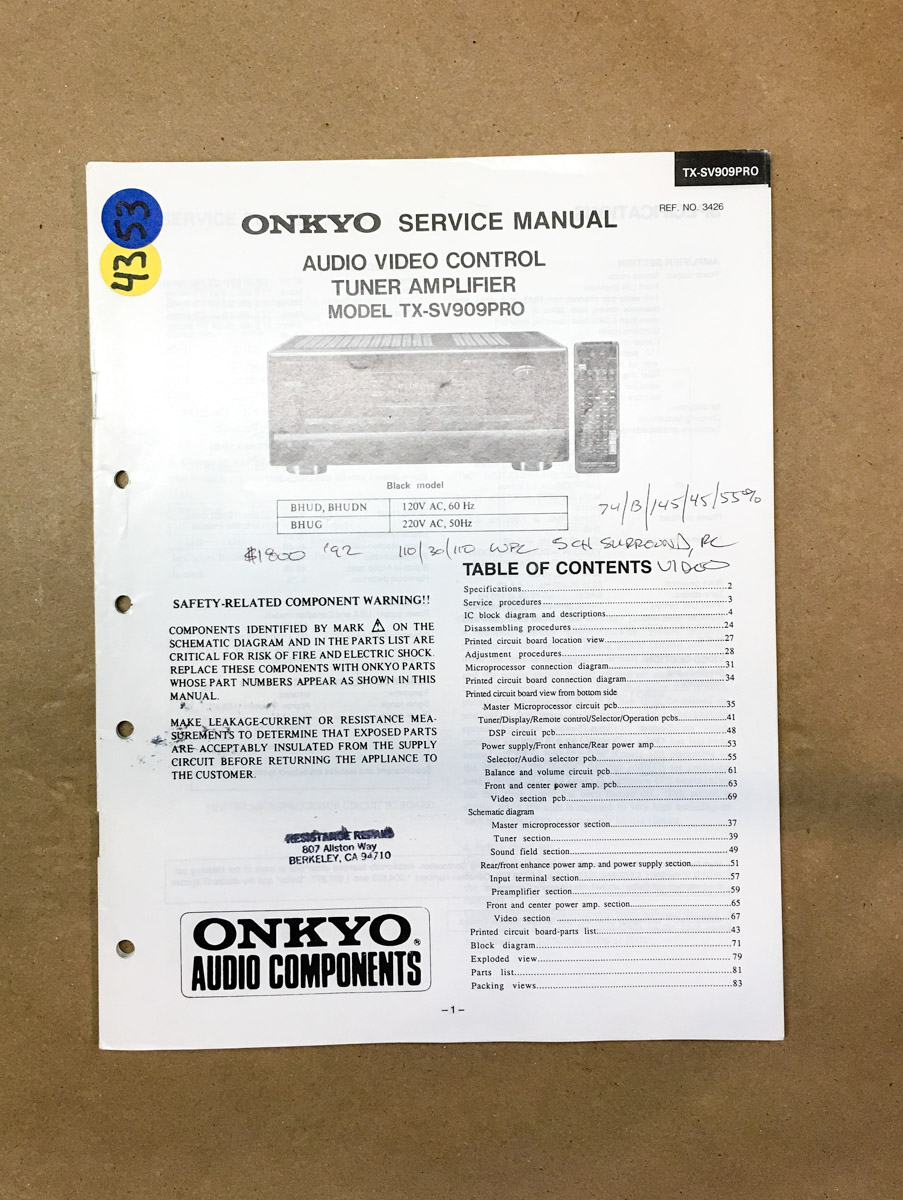 TX-SV909PRO
REF. NO. 3426
53
43
ONKYO SERVICE MANUAL
AUDIO VIDEO CONTROL
TUNER AMPLIFIER
MODEL TX-SV909PRO
Black model
BHUD, BHUDN 120V AC, 60 Hz
BHUG 220V AC, 50Hz
74/13/145/45/55%
$1800 '92 110/30/110 WPC 5CH SURROUND, RC
VIDEO
SAFETY-RELATED COMPONENT WARNING!!
COMPONENTS IDENTIFIED BY MARK ⚠ ON THE
SCHEMATIC DIAGRAM AND IN THE PARTS LIST ARE
CRITICAL FOR RISK OF FIRE AND ELECTRIC SHOCK.
REPLACE THESE COMPONENTS WITH ONKYO PARTS
WHOSE PART NUMBERS APPEAR AS SHOWN IN THIS
MANUAL.
MAKE LEAKAGE-CURRENT OR RESISTANCE MEA-
SUREMENTS TO DETERMINE THAT EXPOSED PARTS
ARE ACCEPTABLY INSULATED FROM THE SUPPLY
CIRCUIT BEFORE RETURNING THE APPLIANCE TO
THE CUSTOMER.
RESISTANCE REPAIR
807 Allston Way
BERKELEY, CA 94710
ONKYO®
AUDIO COMPONENTS
TABLE OF CONTENTS
Specifications...2
Service procedures...3
IC block diagram and descriptions...4
Disassembling procedures...24
Printed circuit board location view...27
Adjustment procedures...28
Microprocessor connection diagram...31
Printed circuit board connection diagram...34
Printed circuit board view from bottom side
Master Microprocessor circuit pcb...35
Tuner/Display/Remote control/Selector/Operation pcbs...41
DSP circuit pcb...48
Power supply/Front enhance/Rear power amp...53
Selector/Audio selector pcb...55
Balance and volume circuit pcb...61
Front and center power amp. pcb...63
Video section pcb...69
Schematic diagram
Master microprocessor section...37
Tuner section...39
Sound field section...49
Rear/front enhance power amp. and power supply section...51
Input terminal section...57
Preamplifier section...59
Front and center power amp. section...65
Video section ...67
Printed circuit board-parts list...43
Block diagram...71
Exploded view...79
Parts list...81
Packing views...83
– 1 –